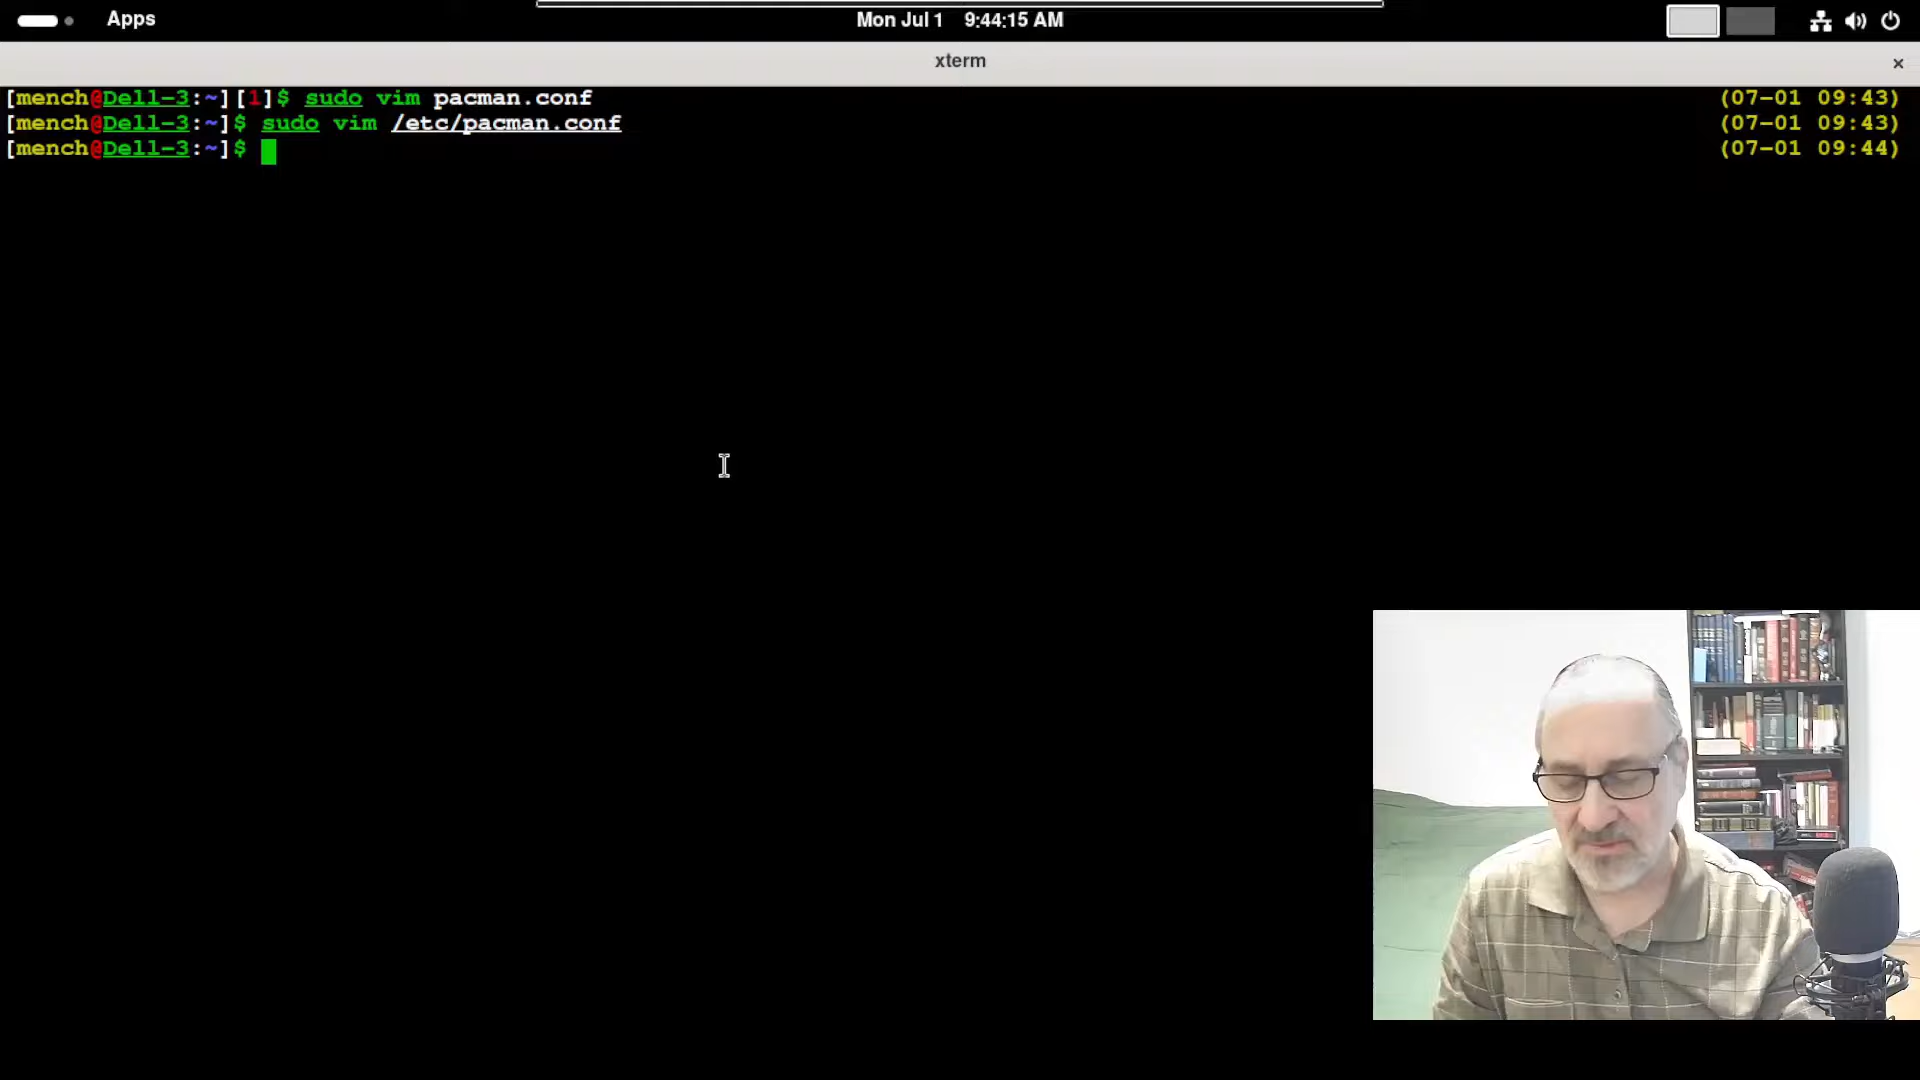 Apps
Mon Jul 1 9:44:15 AM
xterm
[mench@Dell-3:~][1]$ sudo vim pacman.conf (07-01 09:43)
[mench@Dell-3:~]$ sudo vim /etc/pacman.conf (07-01 09:43)
[mench@Dell-3:~]$ (07-01 09:44)